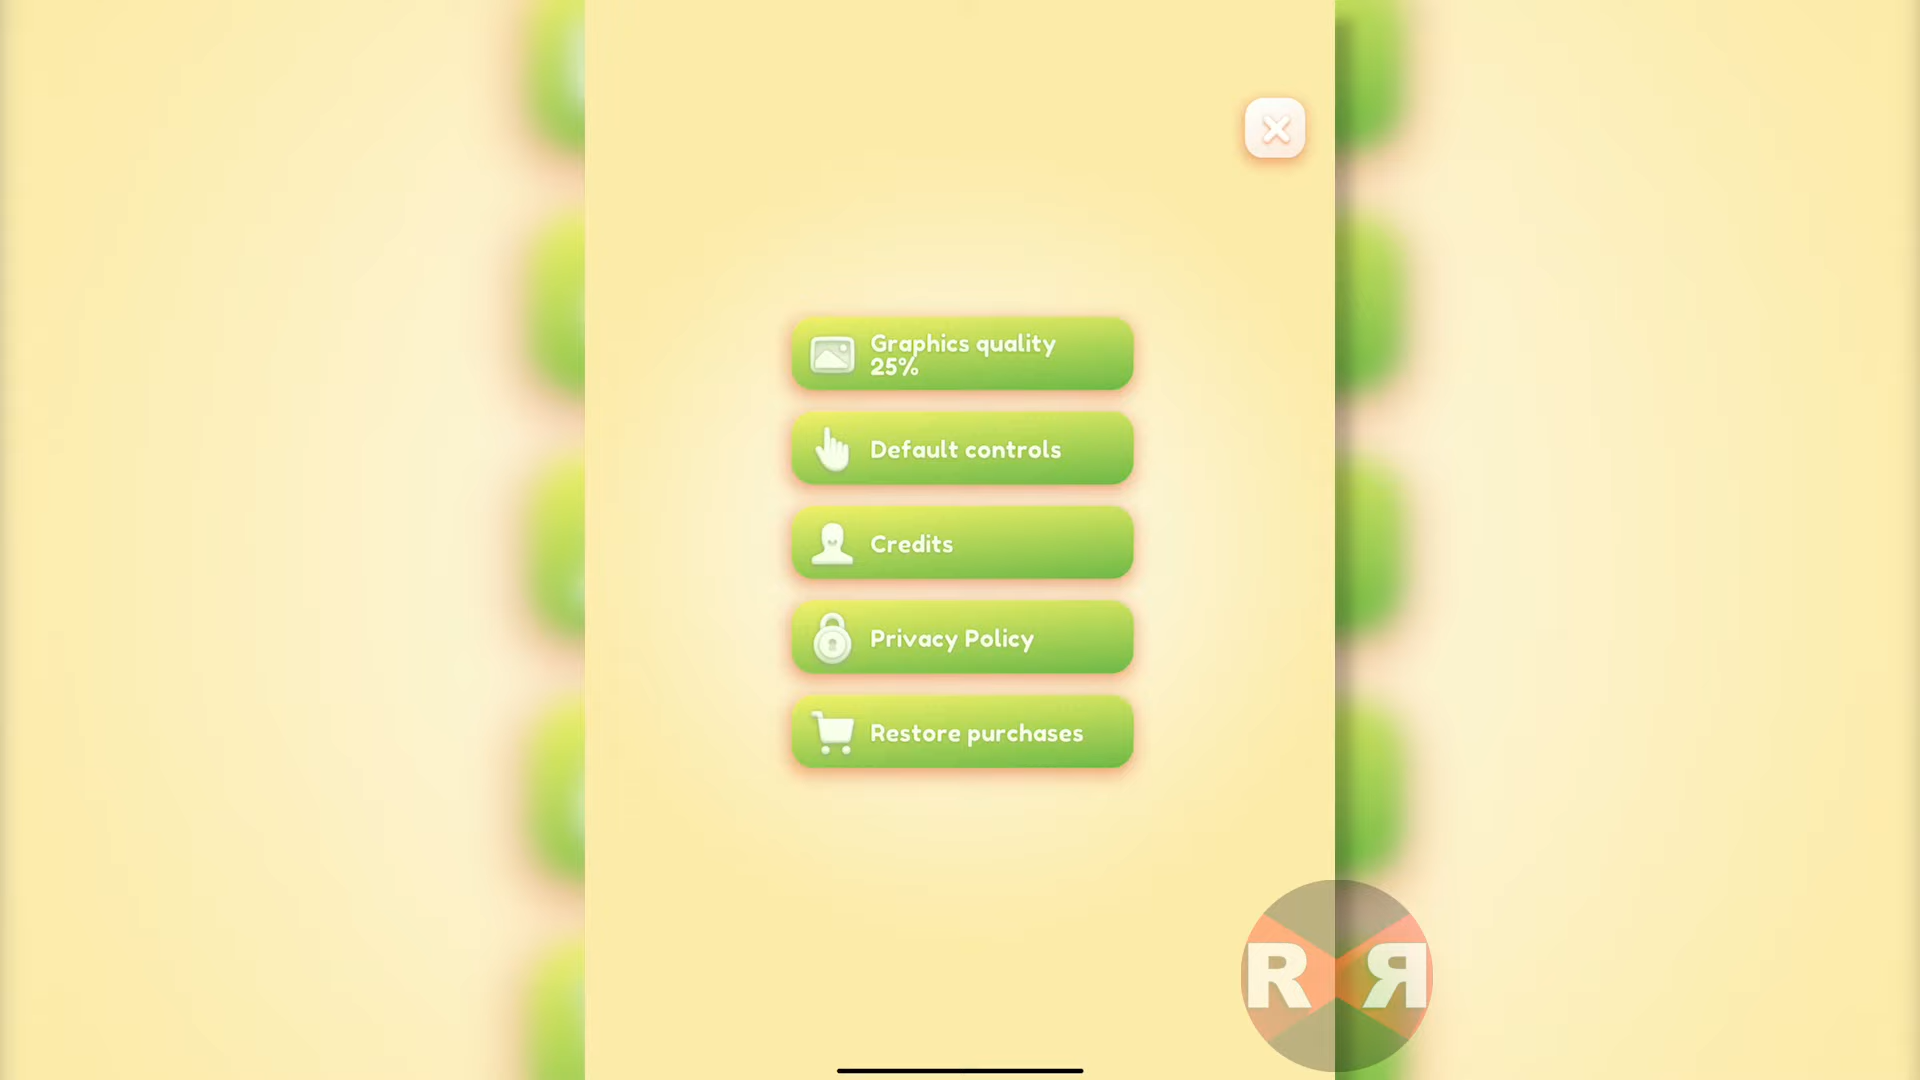 Graphics quality
25%
Default controls
Credits
Privacy Policy
Restore purchases
R Я